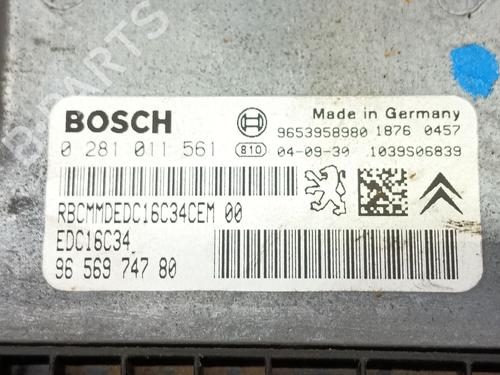 B-PARTS
BOSCH
Made in Germany
9653958980 1876 0457
0 281 011 561 810 04-09-30 1039S06839
RBCMMDEDC16C34CEM 00
EDC16C34
96 569 747 80